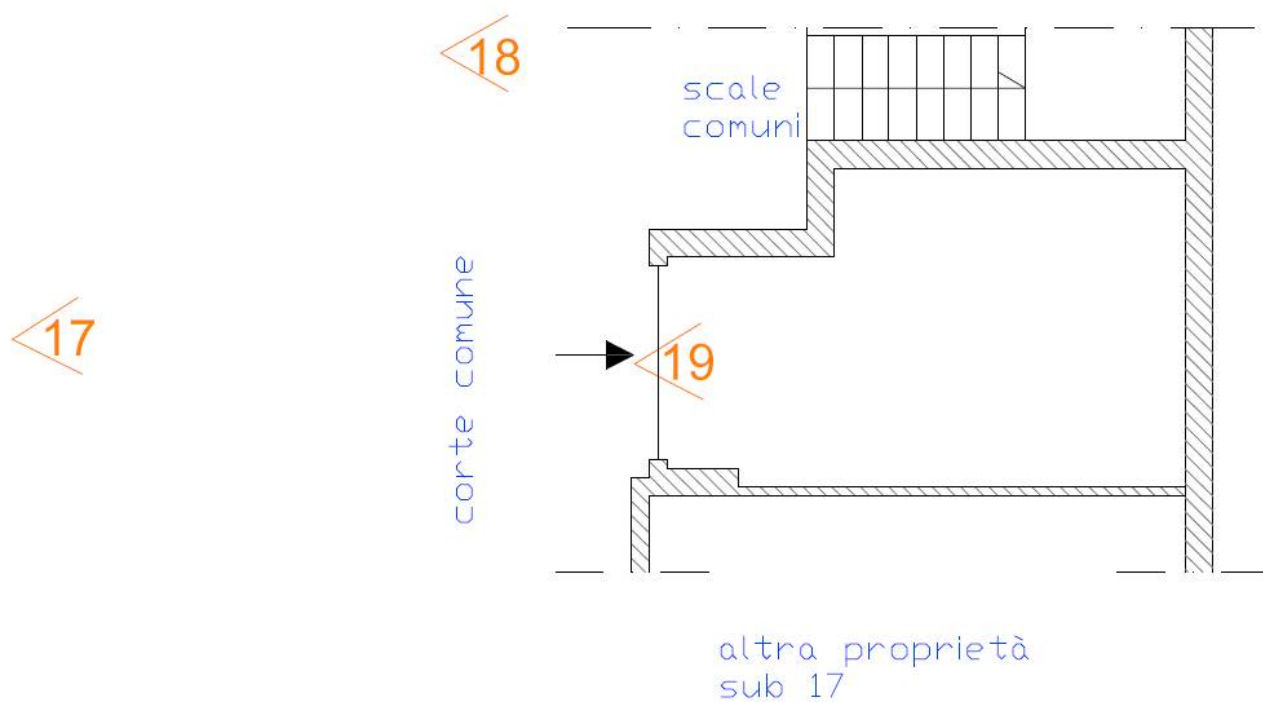 18
scale
comuni
corte comune
17
19
altra proprietà
sub 17